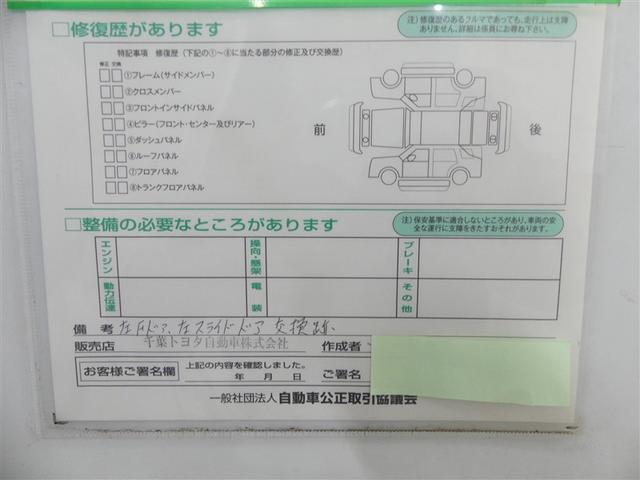 □修復歴があります
注）修復歴のあるクルマであっても、走行上は支障ありません。詳細は係員にお尋ね下さい。
特記事項 修復歴（下記の①～⑧に当たる部分の修正及び交換歴）
修正 交換
①フレーム（サイドメンバー）
②クロスメンバー
③フロントインサイドパネル
④ピラー（フロント・センター及びリアー）
⑤ダッシュパネル
⑥ルーフパネル
⑦フロアパネル
⑧トランクフロアパネル
前 後
□整備の必要なところがあります
注）保安基準に適合しないところがあり、車両の安全な運行に支障をきたすおそれがあります。
エンジン 操向・懸架 ブレーキ
動力伝達 電装 その他
備考 左Fドア、左スライドドア 交換跡、
販売店 千葉トヨタ自動車株式会社 作成者
お客様ご署名欄 上記の内容を確認しました。
年 月 日 ご署名
一般社団法人 自動車公正取引協議会